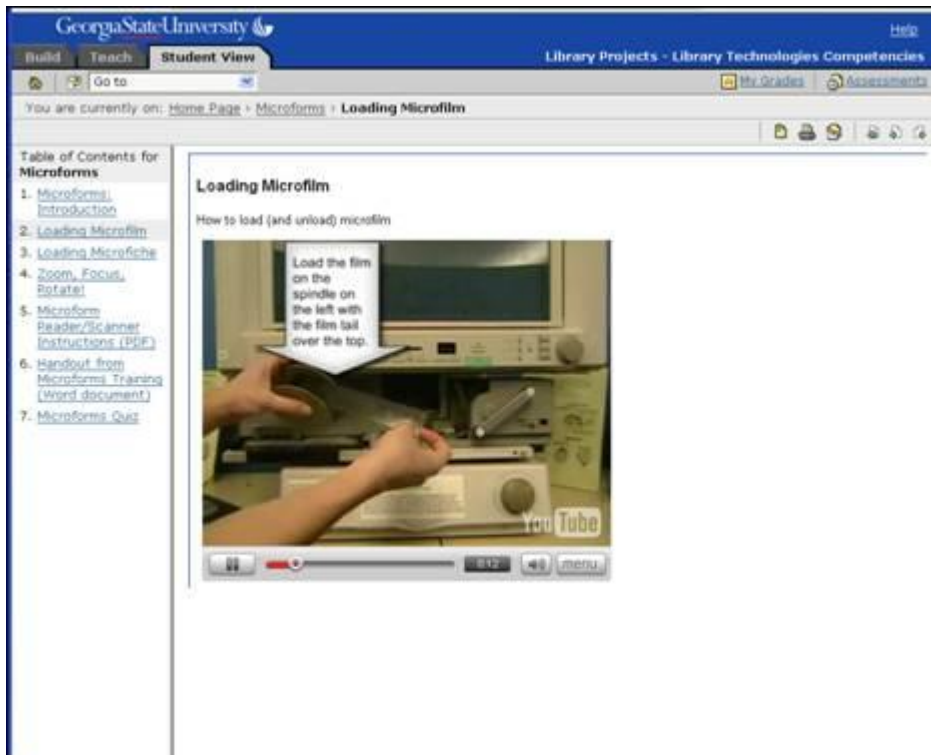 GeorgiaStateUniversity
Help
Build Teach Student View
Library Projects - Library Technologies Competencies
Go to
My Grades Assessments
You are currently on: Home Page › Microforms › Loading Microfilm
Table of Contents for
Microforms
1. Microforms:
Introduction
2. Loading Microfilm
3. Loading Microfiche
4. Zoom, Focus,
Rotate!
5. Microform
Reader/Scanner
Instructions (PDF)
6. Handout from
Microforms Training
(Word document)
7. Microforms Quiz
Loading Microfilm
How to load (and unload) microfilm
Load the film
on the
spindle on
the left with
the film tail
over the top.
YouTube
0:12
menu